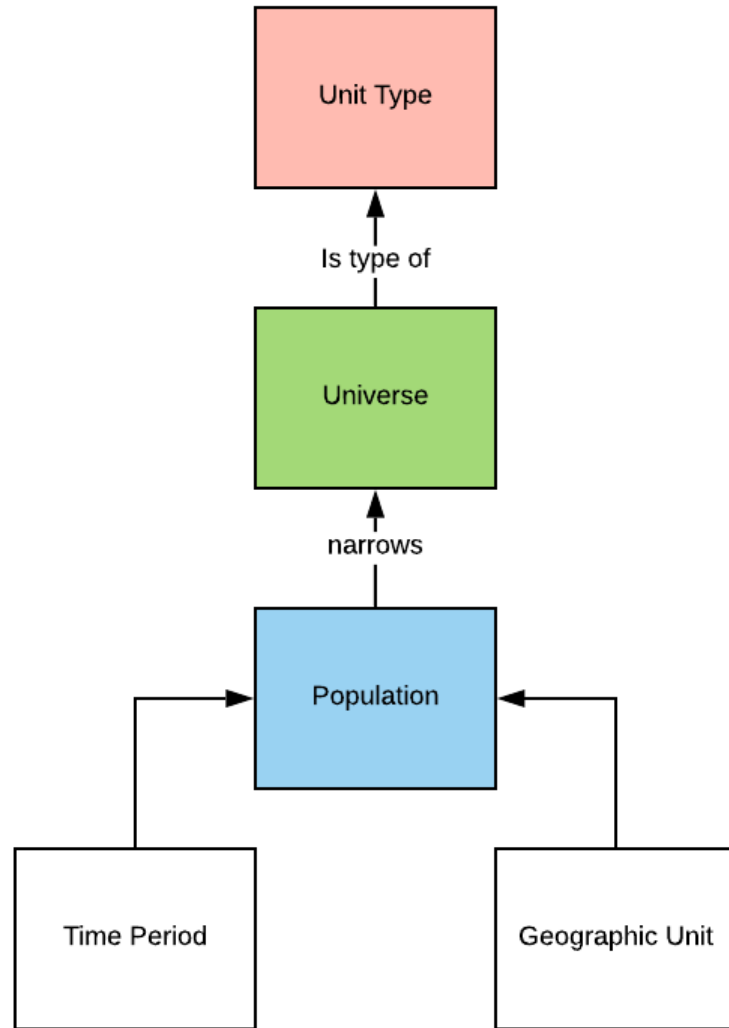 Unit Type
Is type of
Universe
narrows
Population
Time Period
Geographic Unit